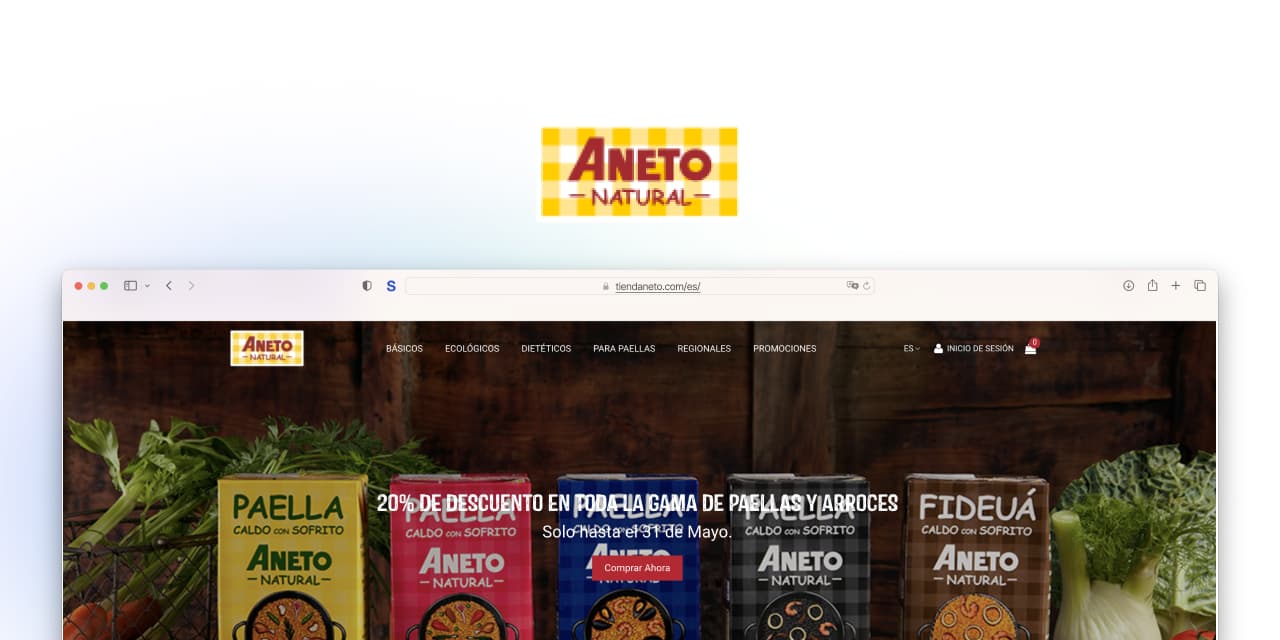 ANETO
NATURAL
S
tiendaneto.com/es/
ANETO
NATURAL
BÁSICOS ECOLÓGICOS DIETÉTICOS PARA PAELLAS REGIONALES PROMOCIONES ES INICIO DE SESIÓN 0
20% DE DESCUENTO EN TODA LA GAMA DE PAELLAS Y ARROCES
Solo hasta el 31 de Mayo.
Comprar Ahora
PAELLA
CALDO CON SOFRITO
ANETO
NATURAL
PAELLA
CALDO CON SOFRITO
ANETO
NATURAL
PAELLA
CALDO CON SOFRITO
PAELLA
CALDO CON SOFRITO
ANETO
NATURAL
FIDEUÁ
CALDO CON SOFRITO
ANETO
NATURAL